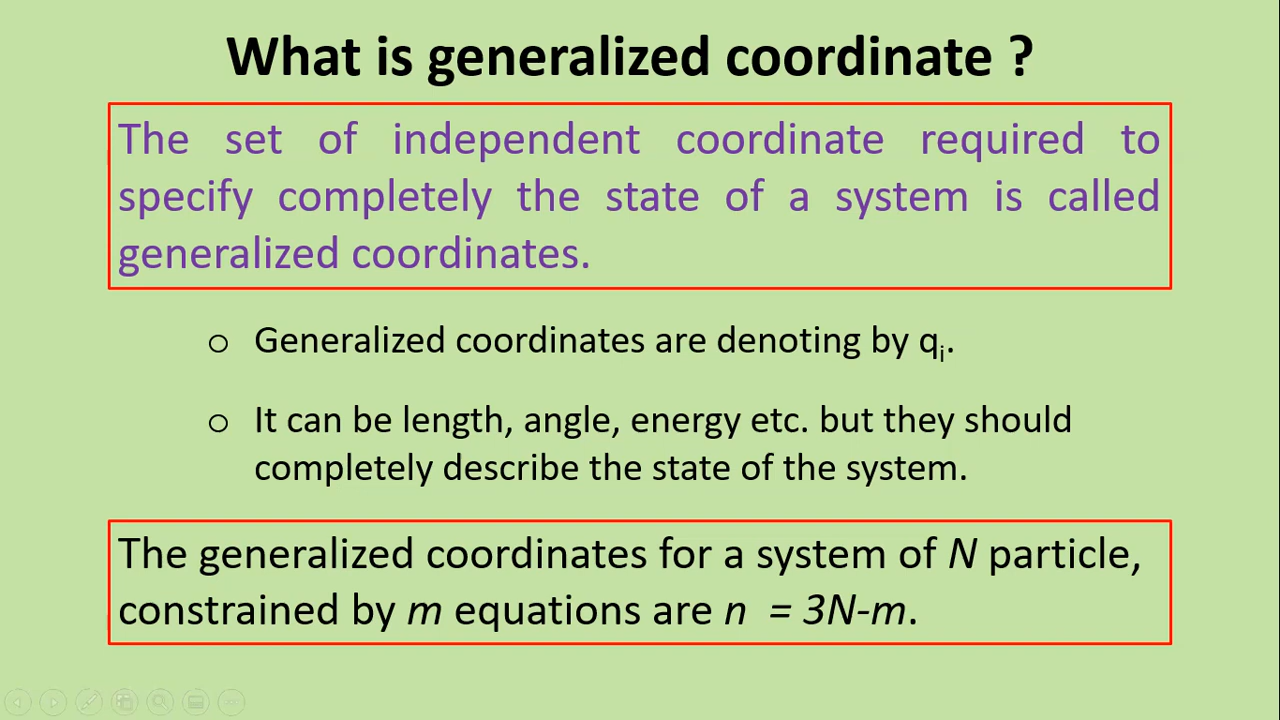 What is generalized coordinate ?
The set of independent coordinate required to
specify completely the state of a system is called
generalized coordinates.
o Generalized coordinates are denoting by qᵢ.
o It can be length, angle, energy etc. but they should
completely describe the state of the system.
The generalized coordinates for a system of N particle,
constrained by m equations are n = 3N-m.